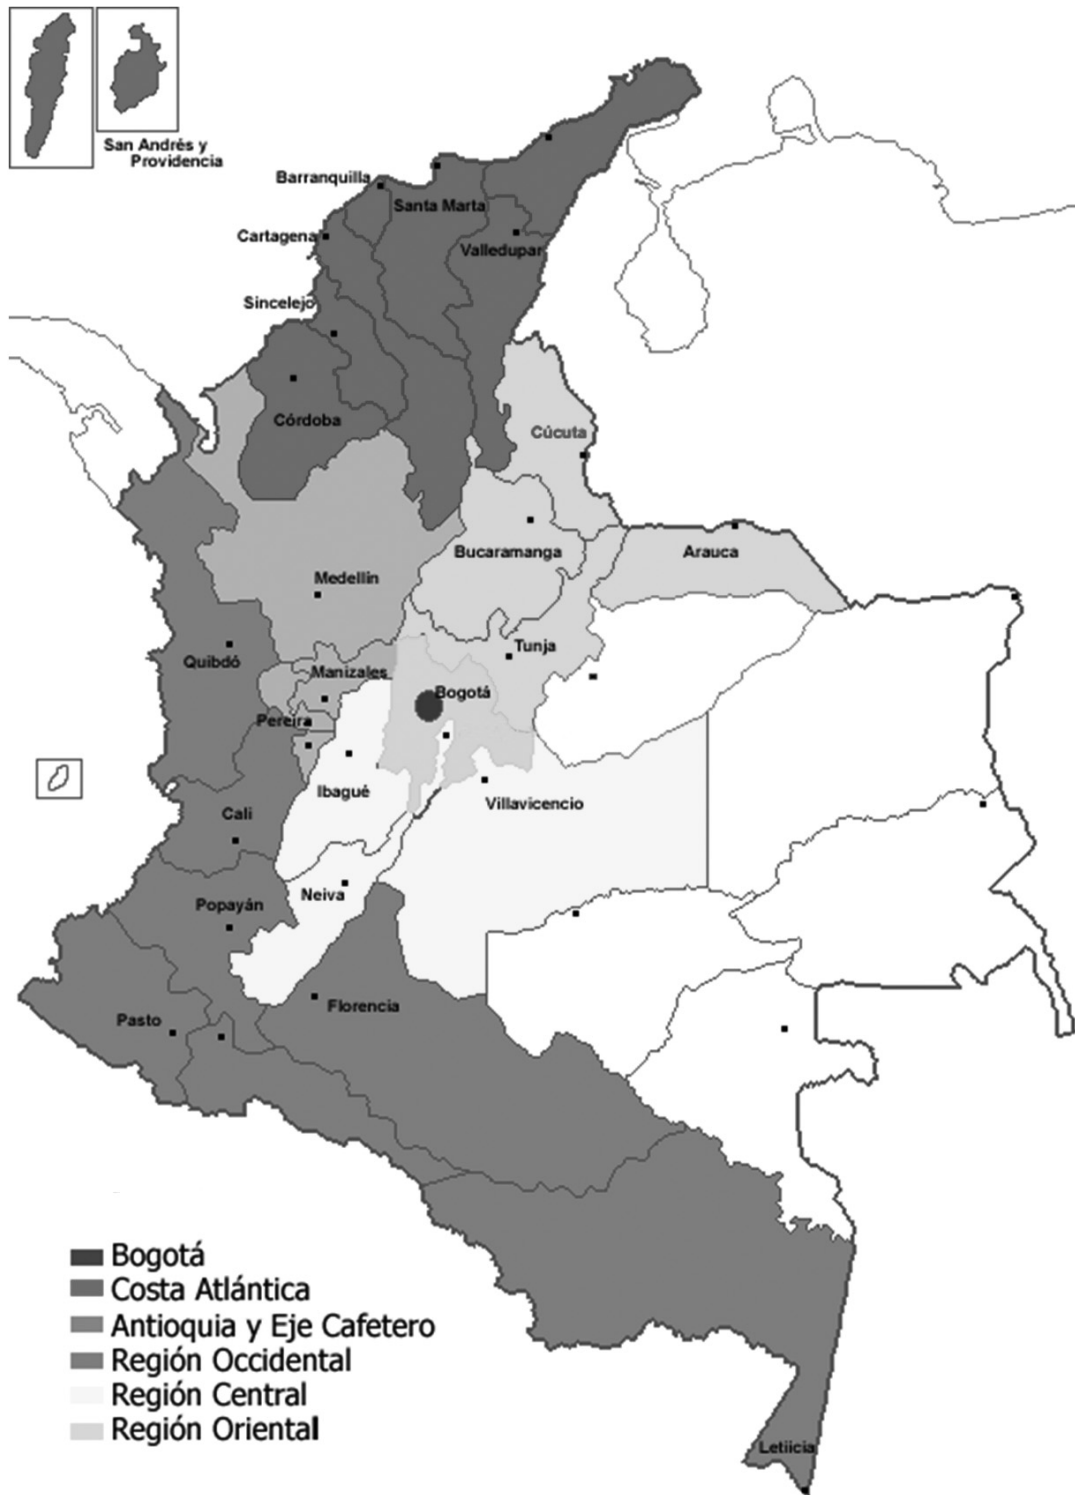 San Andrés y
Providencia
Barranquilla
Santa Marta
Cartagena
Valledupar
Sincelejo
Córdoba
Cúcuta
Bucaramanga
Arauca
Medellín
Tunja
Quibdó
Manizales
Bogotá
Pereira
Ibagué
Villavicencio
Cali
Neiva
Popayán
Florencia
Pasto
Bogotá
Costa Atlántica
Antioquia y Eje Cafetero
Región Occidental
Región Central
Región Oriental
Letiicia